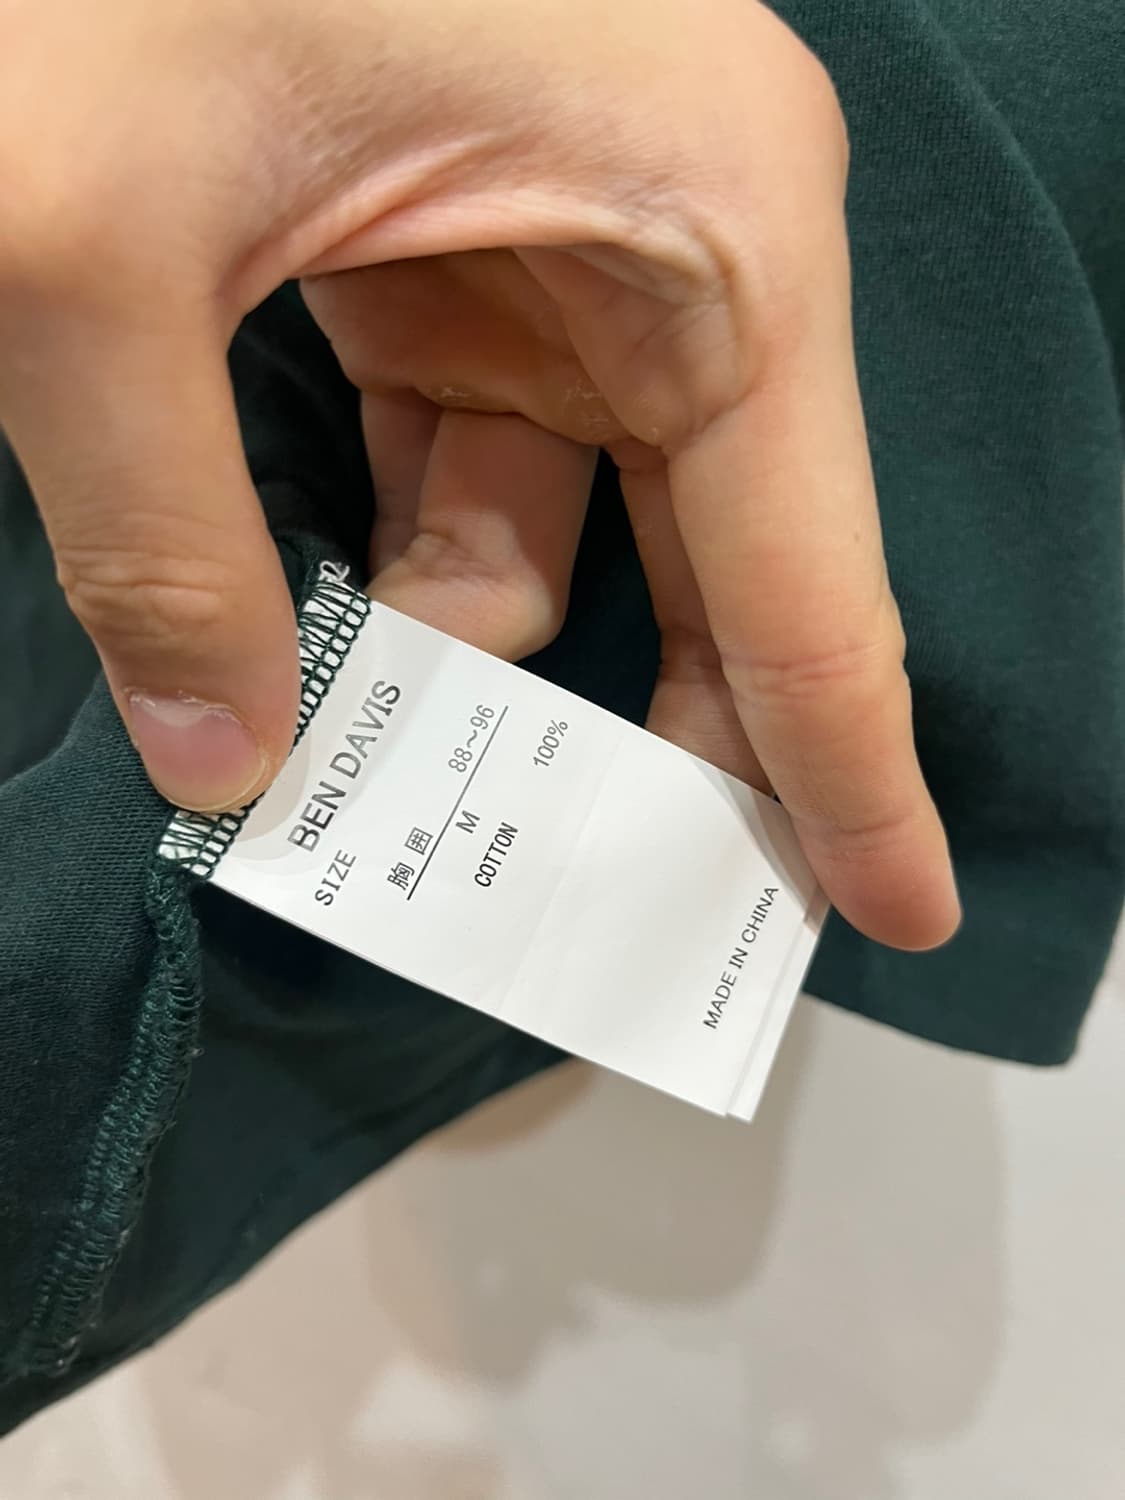 BEN DAVIS
SIZE
胸囲 88~96
M
COTTON 100%
MADE IN CHINA